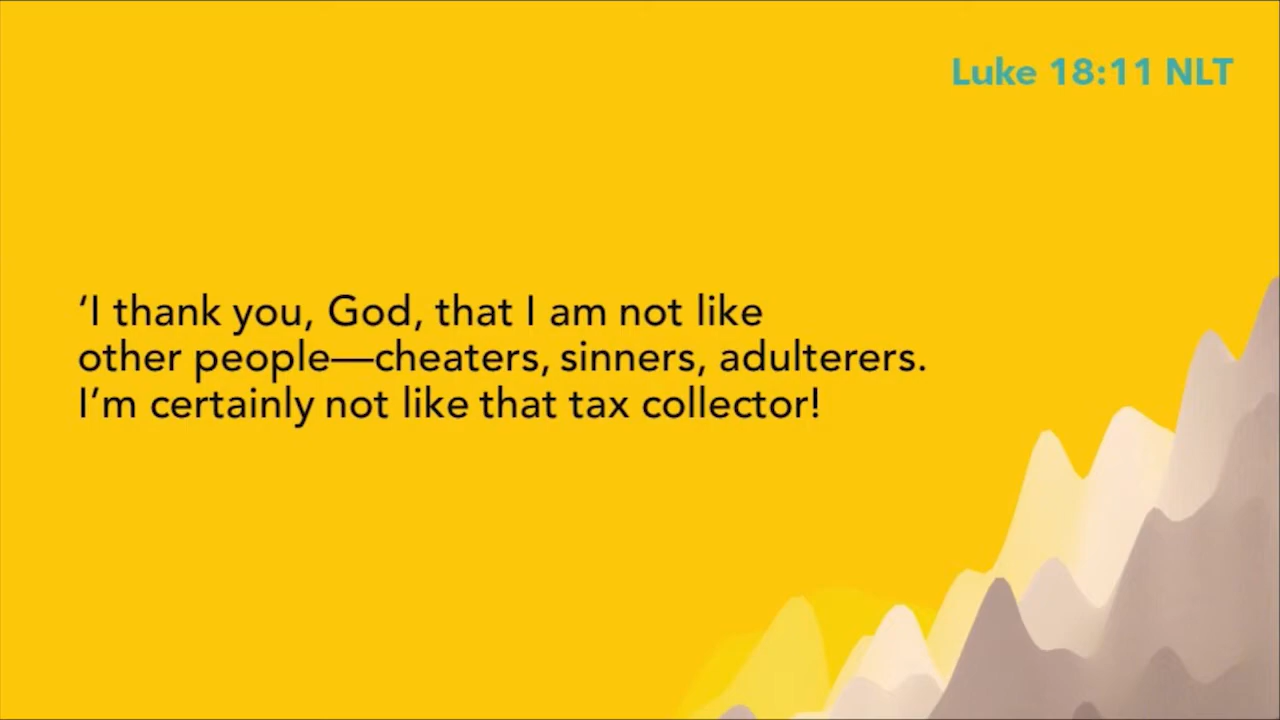 Luke 18:11 NLT
‘I thank you, God, that I am not like
other people—cheaters, sinners, adulterers.
I’m certainly not like that tax collector!